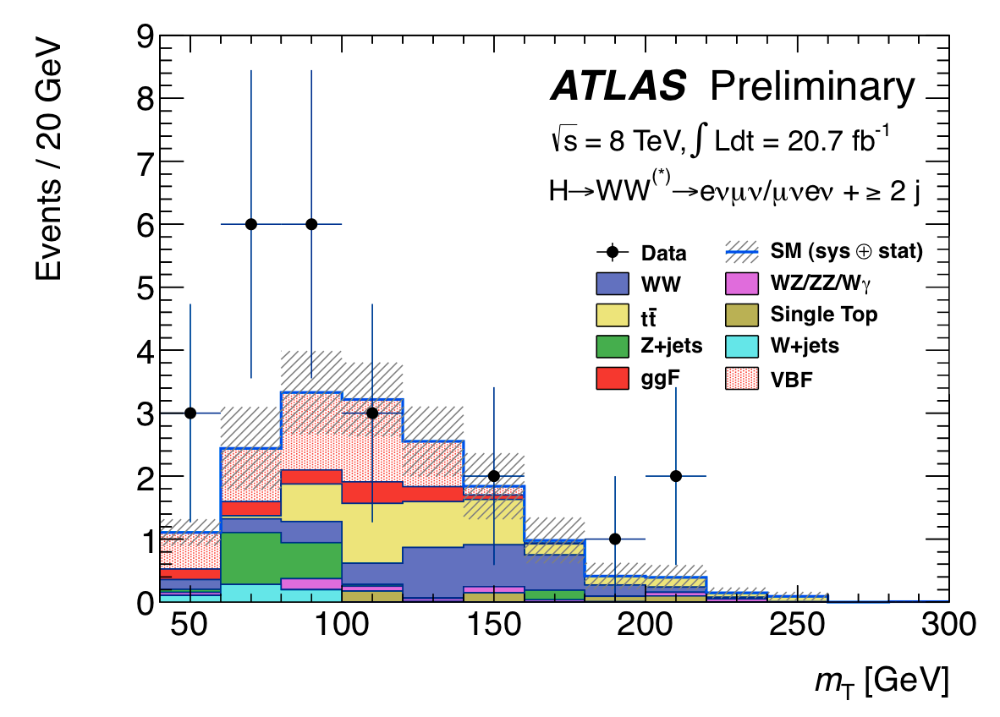 Events / 20 GeV
9
8
7
6
5
4
3
2
1
0
ATLAS Preliminary
√s = 8 TeV, ∫ Ldt = 20.7 fb⁻¹
H→WW⁽*⁾→eνμν/μνeν + ≥ 2 j
Data
SM (sys ⊕ stat)
WW
WZ/ZZ/Wγ
tt̄
Single Top
Z+jets
W+jets
ggF
VBF
50 100 150 200 250 300
m_T [GeV]